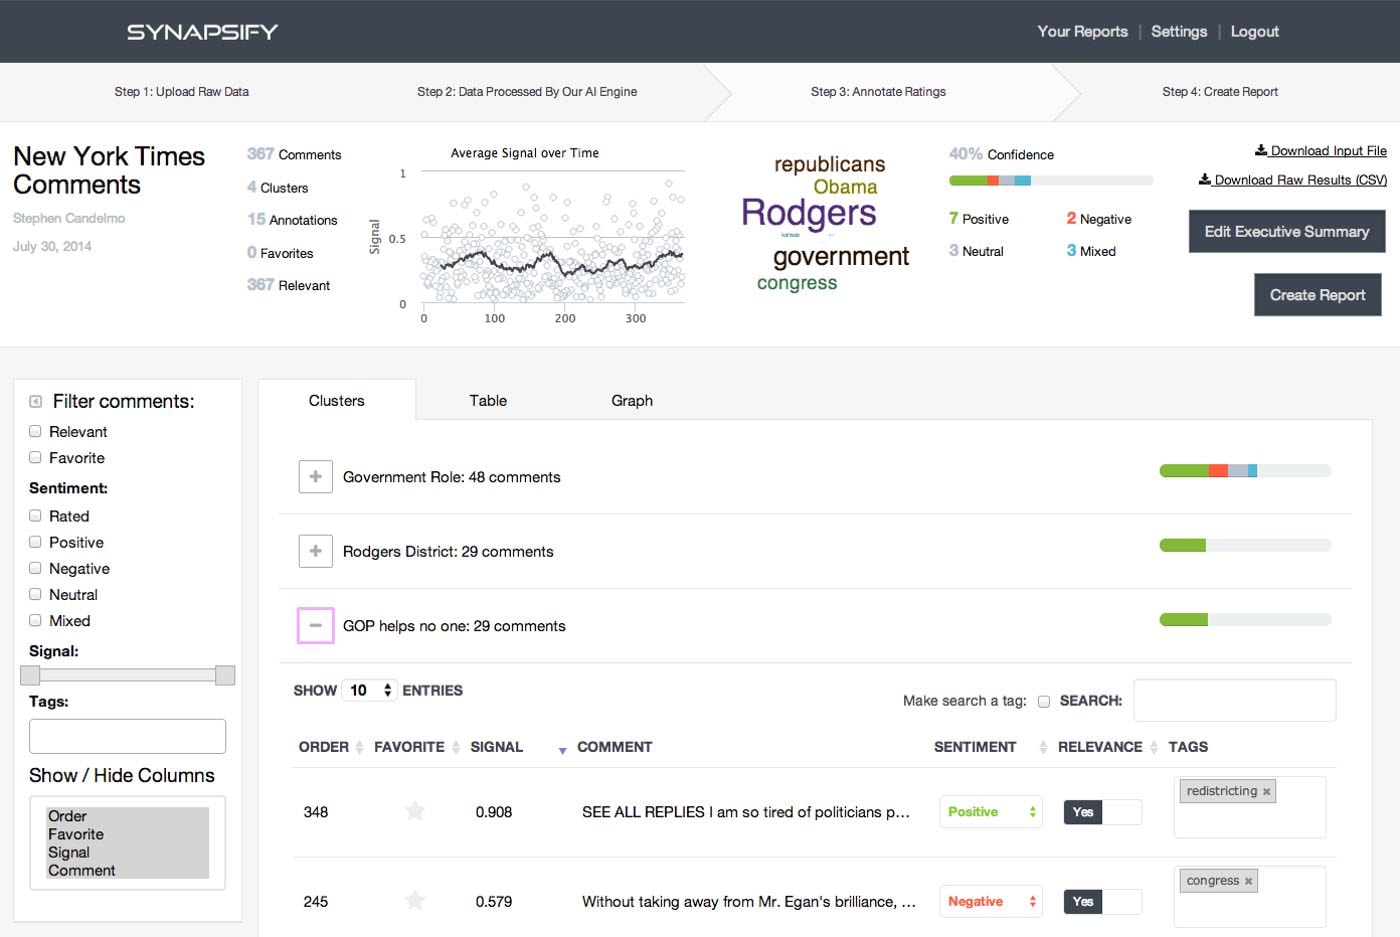 SYNAPSIFY
Your Reports | Settings | Logout
Step 1: Upload Raw Data
Step 2: Data Processed By Our AI Engine
Step 3: Annotate Ratings
Step 4: Create Report
New York Times
Comments
Stephen Candelmo
July 30, 2014
367 Comments
4 Clusters
15 Annotations
0 Favorites
367 Relevant
Average Signal over Time
Signal
1
0.5
0
0 100 200 300
republicans
Obama
Rodgers
kansas
government
congress
40% Confidence
7 Positive
2 Negative
3 Neutral
3 Mixed
Download Input File
Download Raw Results (CSV)
Edit Executive Summary
Create Report
Filter comments:
Relevant
Favorite
Sentiment:
Rated
Positive
Negative
Neutral
Mixed
Signal:
Tags:
Show / Hide Columns
Order
Favorite
Signal
Comment
Clusters Table Graph
+ Government Role: 48 comments
+ Rodgers District: 29 comments
− GOP helps no one: 29 comments
SHOW 10 ENTRIES
Make search a tag: SEARCH:
ORDER FAVORITE SIGNAL COMMENT SENTIMENT RELEVANCE TAGS
348 0.908 SEE ALL REPLIES I am so tired of politicians p... Positive Yes redistricting ×
245 0.579 Without taking away from Mr. Egan's brilliance, ... Negative Yes congress ×